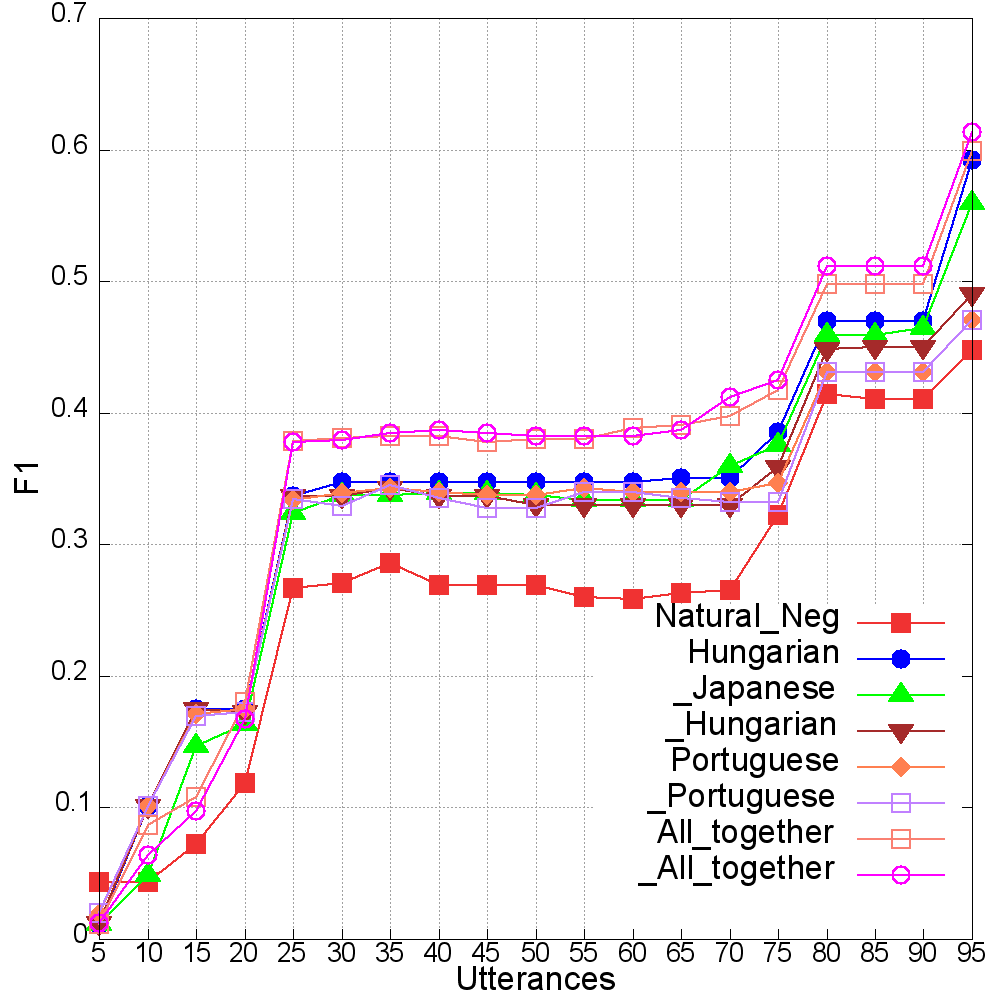 0.7
0.6
0.5
0.4
0.3
0.2
0.1
0
F1
Natural_Neg
Hungarian
_Japanese
_Hungarian
Portuguese
_Portuguese
All_together
_All_together
5 10 15 20 25 30 35 40 45 50 55 60 65 70 75 80 85 90 95
Utterances